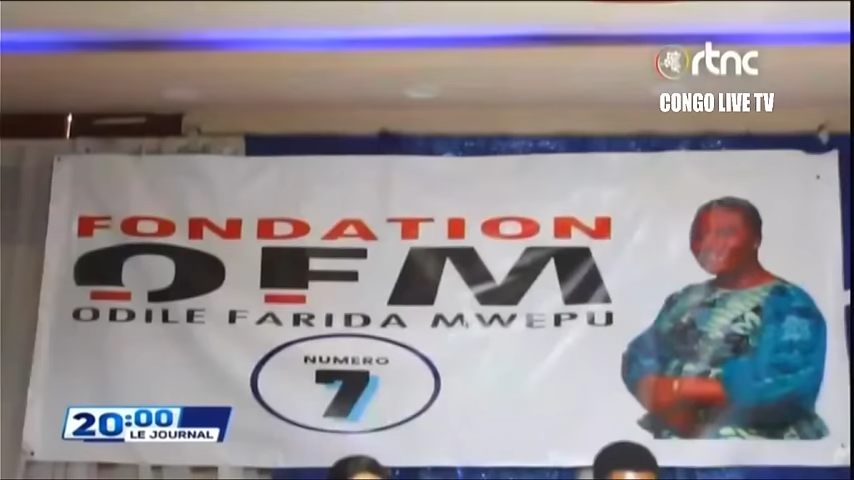 rtnc
CONGO LIVE TV
FONDATION
OFM
ODILE FARIDA MWEPU
NUMERO
7
20:00
LE JOURNAL